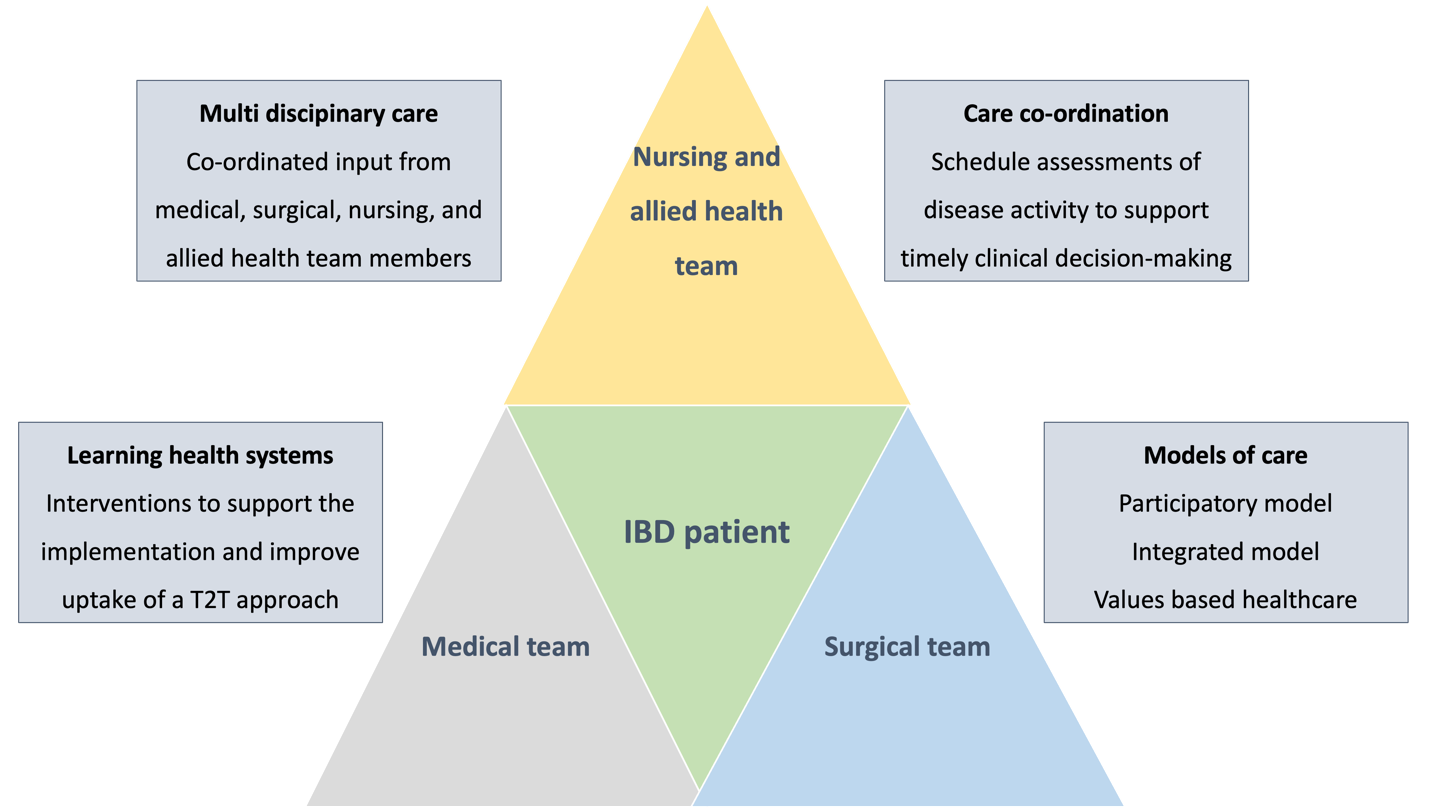 Multi discipinary care
Co-ordinated input from
medical, surgical, nursing, and
allied health team members
Care co-ordination
Schedule assessments of
disease activity to support
timely clinical decision-making
Nursing and
allied health
team
Learning health systems
Interventions to support the
implementation and improve
uptake of a T2T approach
IBD patient
Models of care
Participatory model
Integrated model
Values based healthcare
Medical team
Surgical team